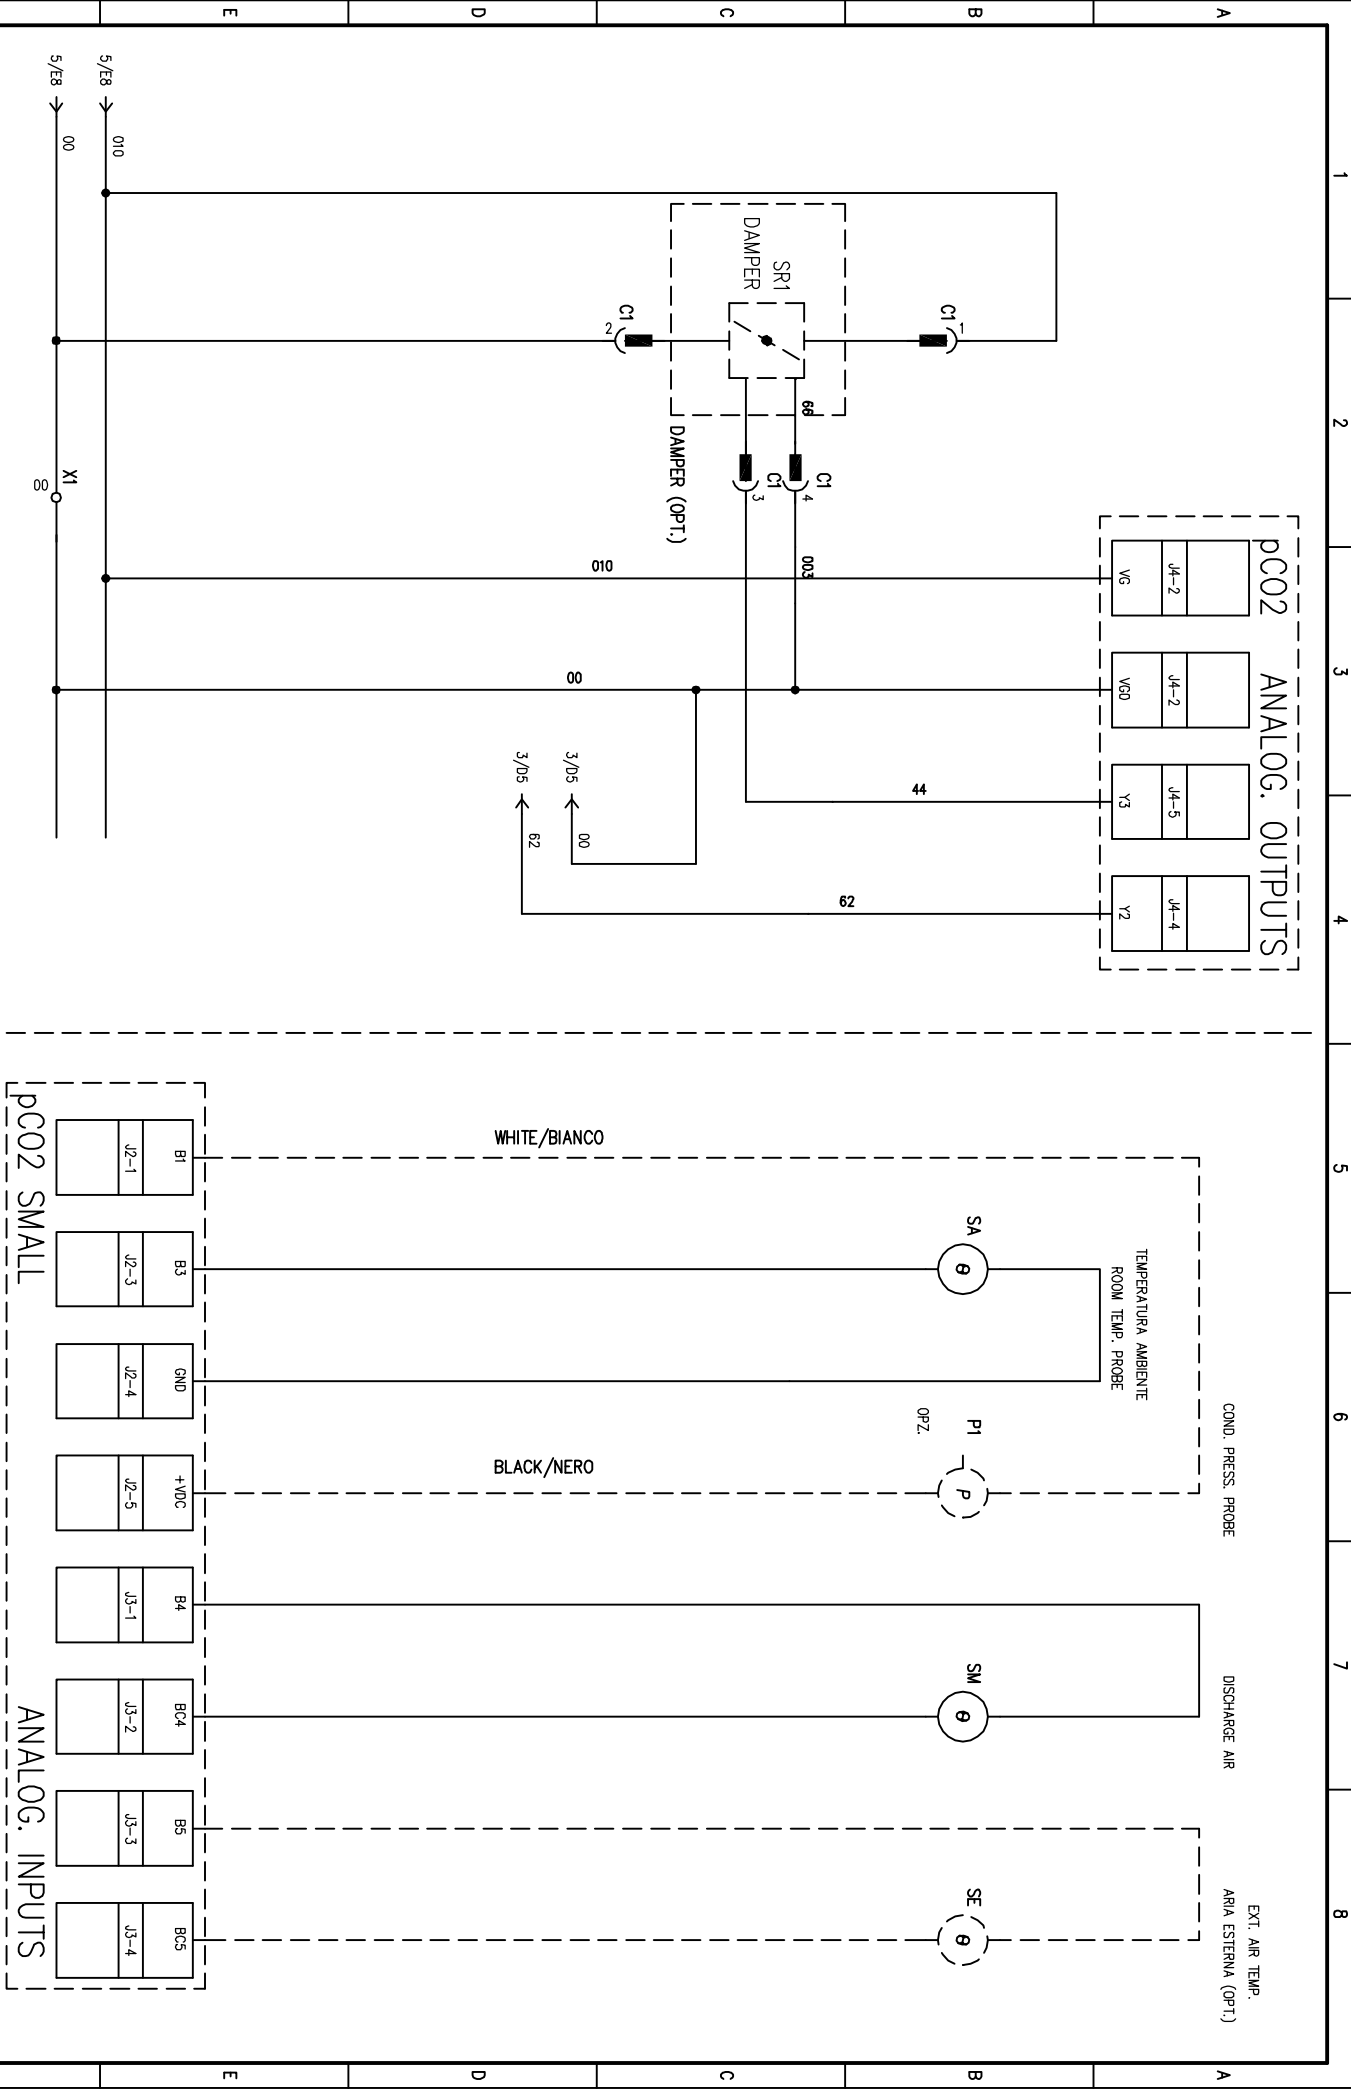 1
2
3
4
5
6
7
8
A
B
C
D
E
A
B
C
D
E
pCO2 ANALOG. OUTPUTS
J4-2
VG
J4-2
VG0
J4-5
Y3
J4-4
Y2
C1
1
SR1
DAMPER
C1
2
66
C1
4
C1
3
DAMPER (OPT.)
003
010
00
44
62
3/D5
00
3/D5
62
5/E8
010
5/E8
00
X1
00
COND. PRESS. PROBE
DISCHARGE AIR
EXT. AIR TEMP.
ARIA ESTERNA (OPT.)
TEMPERATURA AMBIENTE
ROOM TEMP. PROBE
SA
θ
P1
OPZ.
P
SM
θ
SE
θ
WHITE/BIANCO
BLACK/NERO
B1
J2-1
B3
J2-3
GND
J2-4
+VDC
J2-5
B4
J3-1
BC4
J3-2
B5
J3-3
BC5
J3-4
pCO2 SMALL
ANALOG. INPUTS